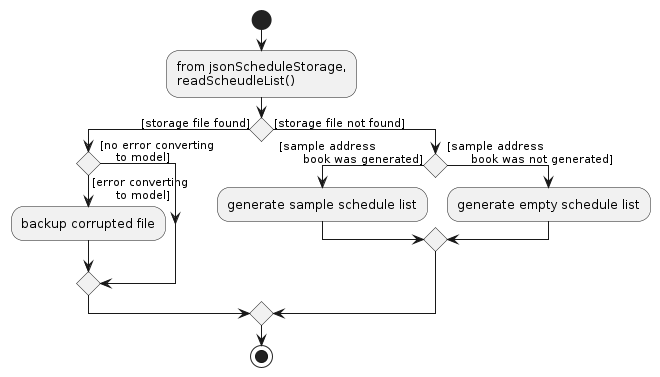 from jsonScheduleStorage,
readScheudleList()
[storage file found]
[storage file not found]
[no error converting
to model]
[sample address
book was generated]
[sample address
book was not generated]
[error converting
to model]
backup corrupted file
generate sample schedule list
generate empty schedule list